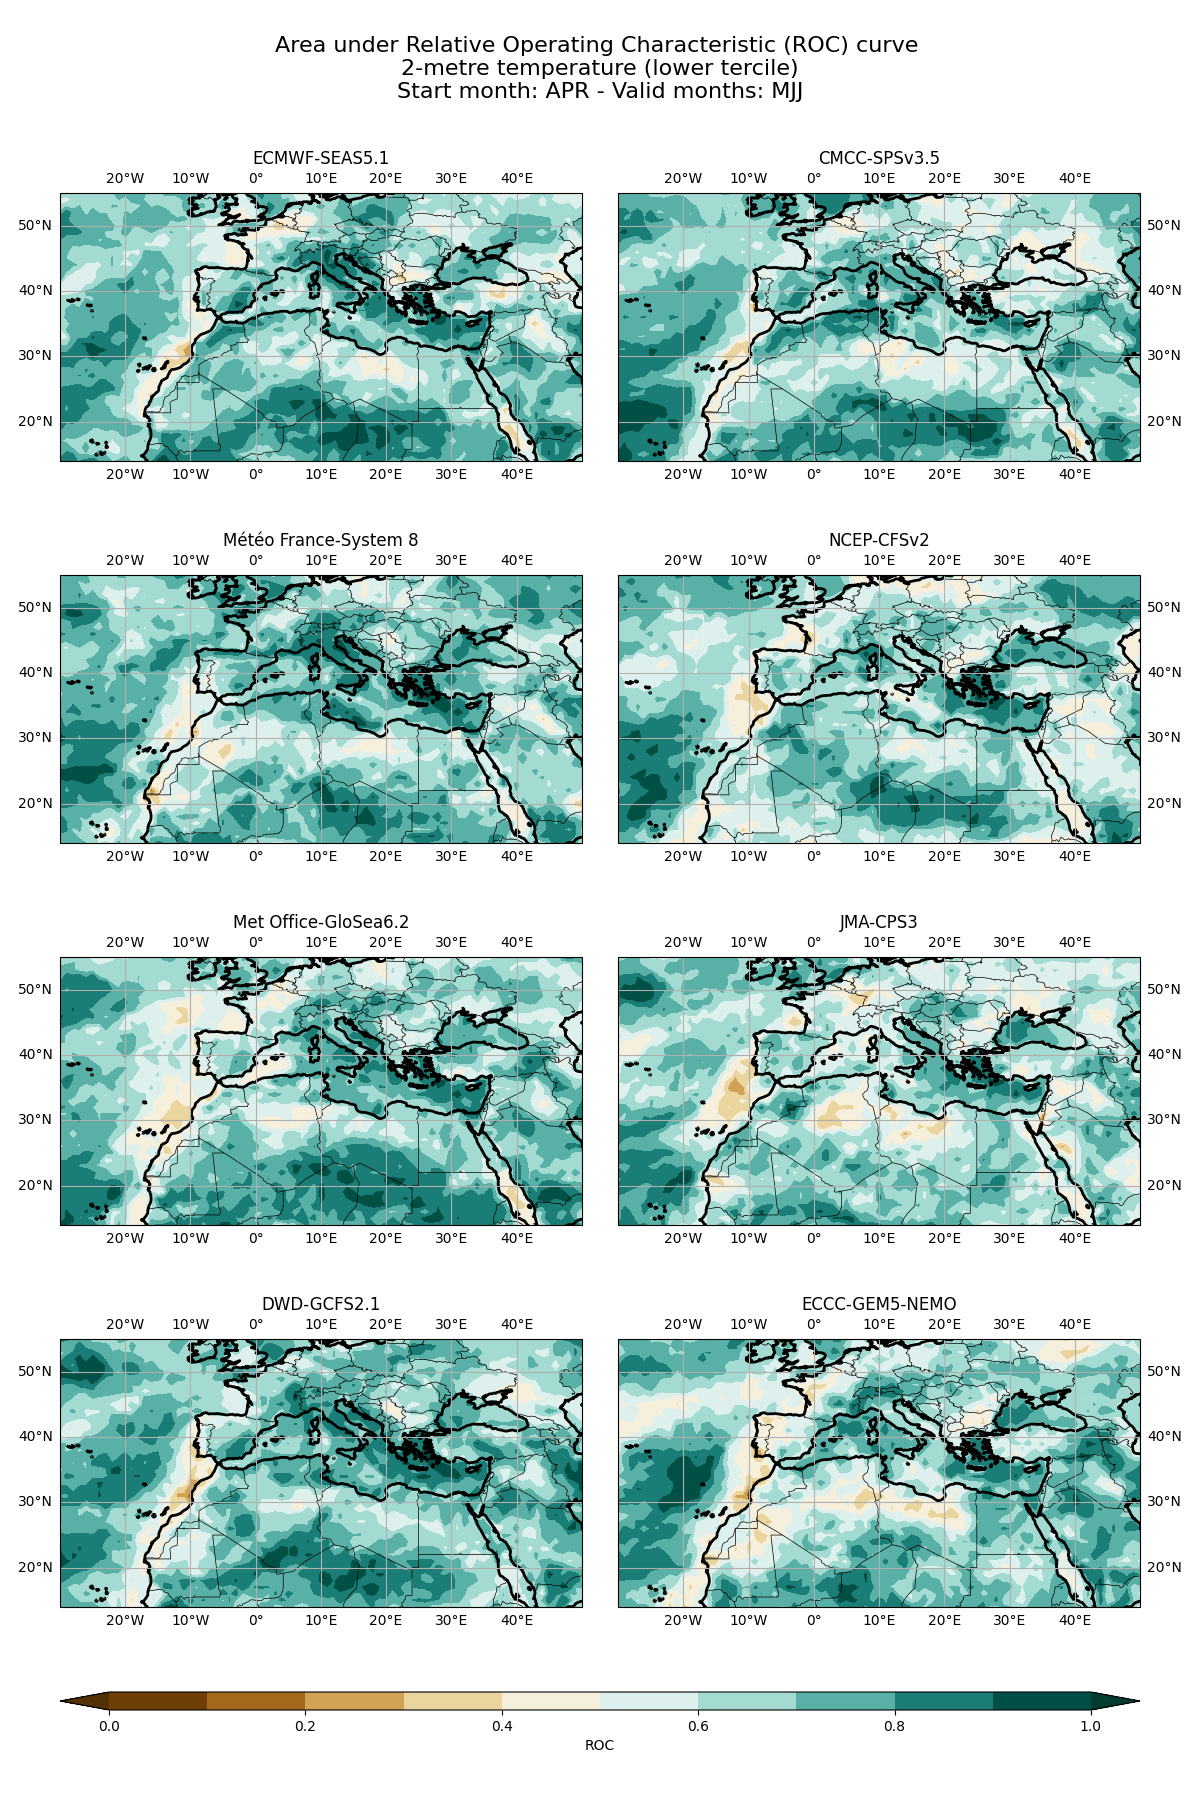 Area under Relative Operating Characteristic (ROC) curve
2-metre temperature (lower tercile)
Start month: APR - Valid months: MJJ
ECMWF-SEAS5.1
CMCC-SPSv3.5
20°W 10°W 0° 10°E 20°E 30°E 40°E
20°W 10°W 0° 10°E 20°E 30°E 40°E
50°N 50°N
40°N 40°N
30°N 30°N
20°N 20°N
20°W 10°W 0° 10°E 20°E 30°E 40°E
20°W 10°W 0° 10°E 20°E 30°E 40°E
Météo France-System 8
NCEP-CFSv2
20°W 10°W 0° 10°E 20°E 30°E 40°E
20°W 10°W 0° 10°E 20°E 30°E 40°E
50°N 50°N
40°N 40°N
30°N 30°N
20°N 20°N
20°W 10°W 0° 10°E 20°E 30°E 40°E
20°W 10°W 0° 10°E 20°E 30°E 40°E
Met Office-GloSea6.2
JMA-CPS3
20°W 10°W 0° 10°E 20°E 30°E 40°E
20°W 10°W 0° 10°E 20°E 30°E 40°E
50°N 50°N
40°N 40°N
30°N 30°N
20°N 20°N
20°W 10°W 0° 10°E 20°E 30°E 40°E
20°W 10°W 0° 10°E 20°E 30°E 40°E
DWD-GCFS2.1
ECCC-GEM5-NEMO
20°W 10°W 0° 10°E 20°E 30°E 40°E
20°W 10°W 0° 10°E 20°E 30°E 40°E
50°N 50°N
40°N 40°N
30°N 30°N
20°N 20°N
20°W 10°W 0° 10°E 20°E 30°E 40°E
20°W 10°W 0° 10°E 20°E 30°E 40°E
0.0 0.2 0.4 0.6 0.8 1.0
ROC